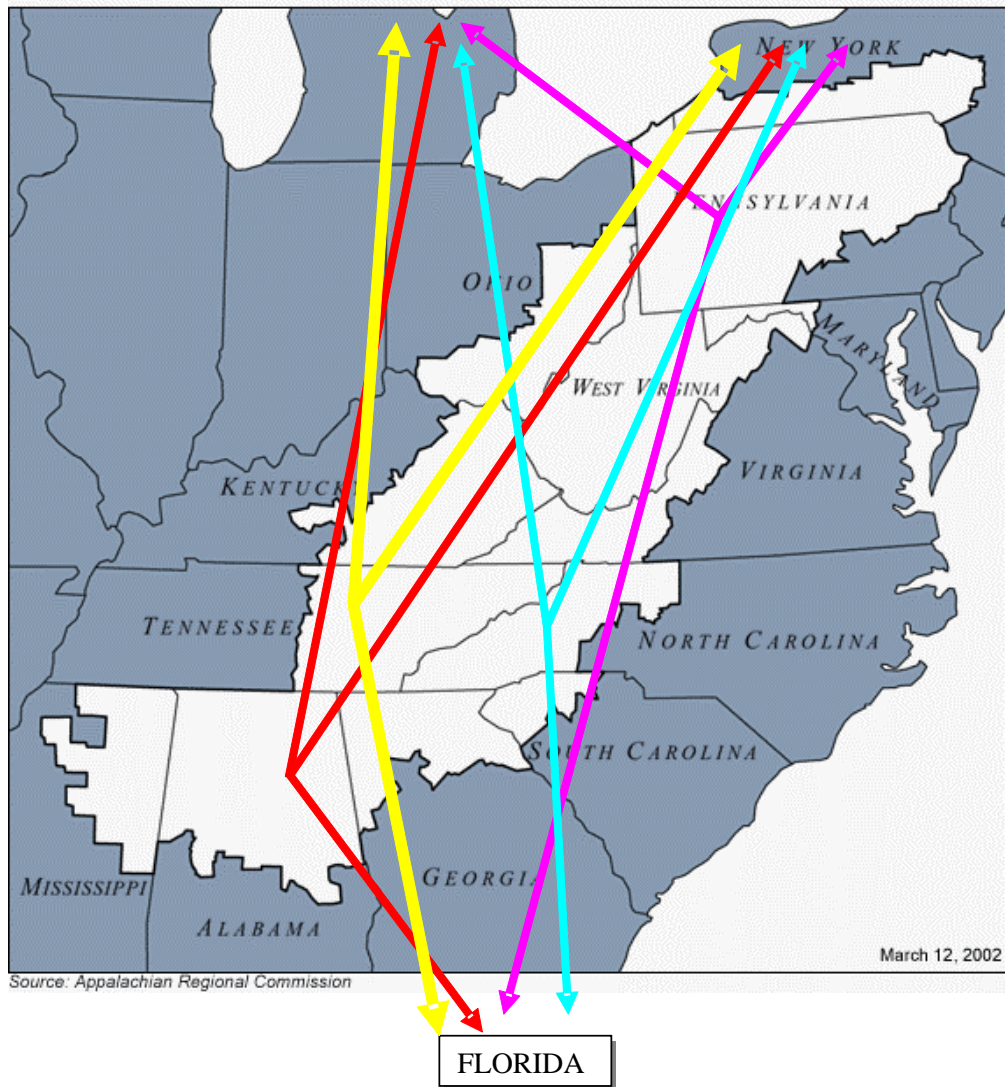 NEW YORK
PENNSYLVANIA
OHIO
MARYLAND
WEST VIRGINIA
VIRGINIA
KENTUCKY
TENNESSEE
NORTH CAROLINA
SOUTH CAROLINA
MISSISSIPPI
GEORGIA
ALABAMA
March 12, 2002
Source: Appalachian Regional Commission
FLORIDA